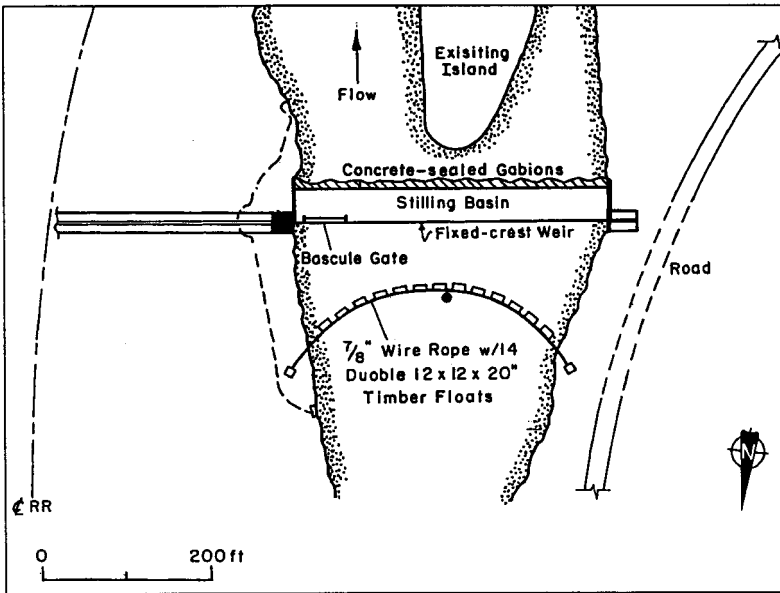 Exisiting
Island
Flow
Concrete-sealed Gabions
Stilling Basin
Fixed-crest Weir
Bascule Gate
Road
7/8" Wire Rope w/14
Duoble 12 x 12 x 20"
Timber Floats
N
℄ RR
0 200 ft